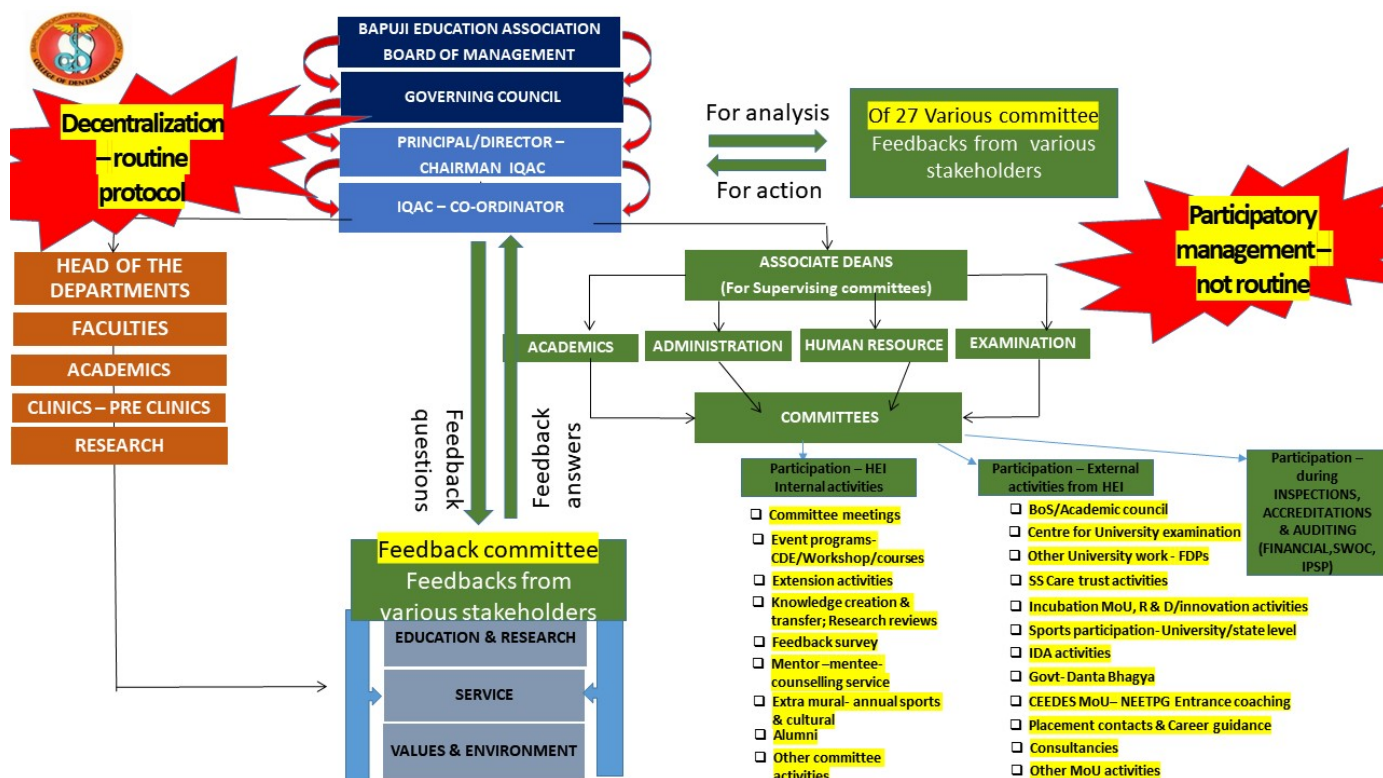 BAPUJI EDUCATIONAL ASSOCIATION
COLLEGE OF DENTAL SCIENCES
BAPUJI EDUCATION ASSOCIATION
BOARD OF MANAGEMENT
GOVERNING COUNCIL
PRINCIPAL/DIRECTOR –
CHAIRMAN IQAC
IQAC – CO-ORDINATOR
Decentralization
– routine
protocol
For analysis
For action
Of 27 Various committee
Feedbacks from various
stakeholders
Participatory
management –
not routine
HEAD OF THE
DEPARTMENTS
FACULTIES
ACADEMICS
CLINICS – PRE CLINICS
RESEARCH
Feedback
questions
Feedback
answers
ASSOCIATE DEANS
(For Supervising committees)
ACADEMICS
ADMINISTRATION
HUMAN RESOURCE
EXAMINATION
COMMITTEES
Feedback committee
Feedbacks from
various stakeholders
EDUCATION & RESEARCH
SERVICE
VALUES & ENVIRONMENT
Participation – HEI
Internal activities
Committee meetings
Event programs-
CDE/Workshop/courses
Extension activities
Knowledge creation &
transfer; Research reviews
Feedback survey
Mentor –mentee-
counselling service
Extra mural- annual sports
& cultural
Alumni
Other committee
activities
Participation – External
activities from HEI
BoS/Academic council
Centre for University examination
Other University work - FDPs
SS Care trust activities
Incubation MoU, R & D/innovation activities
Sports participation- University/state level
IDA activities
Govt- Danta Bhagya
CEEDES MoU– NEETPG Entrance coaching
Placement contacts & Career guidance
Consultancies
Other MoU activities
Participation –
during
INSPECTIONS,
ACCREDITATIONS
& AUDITING
(FINANCIAL,SWOC,
IPSP)